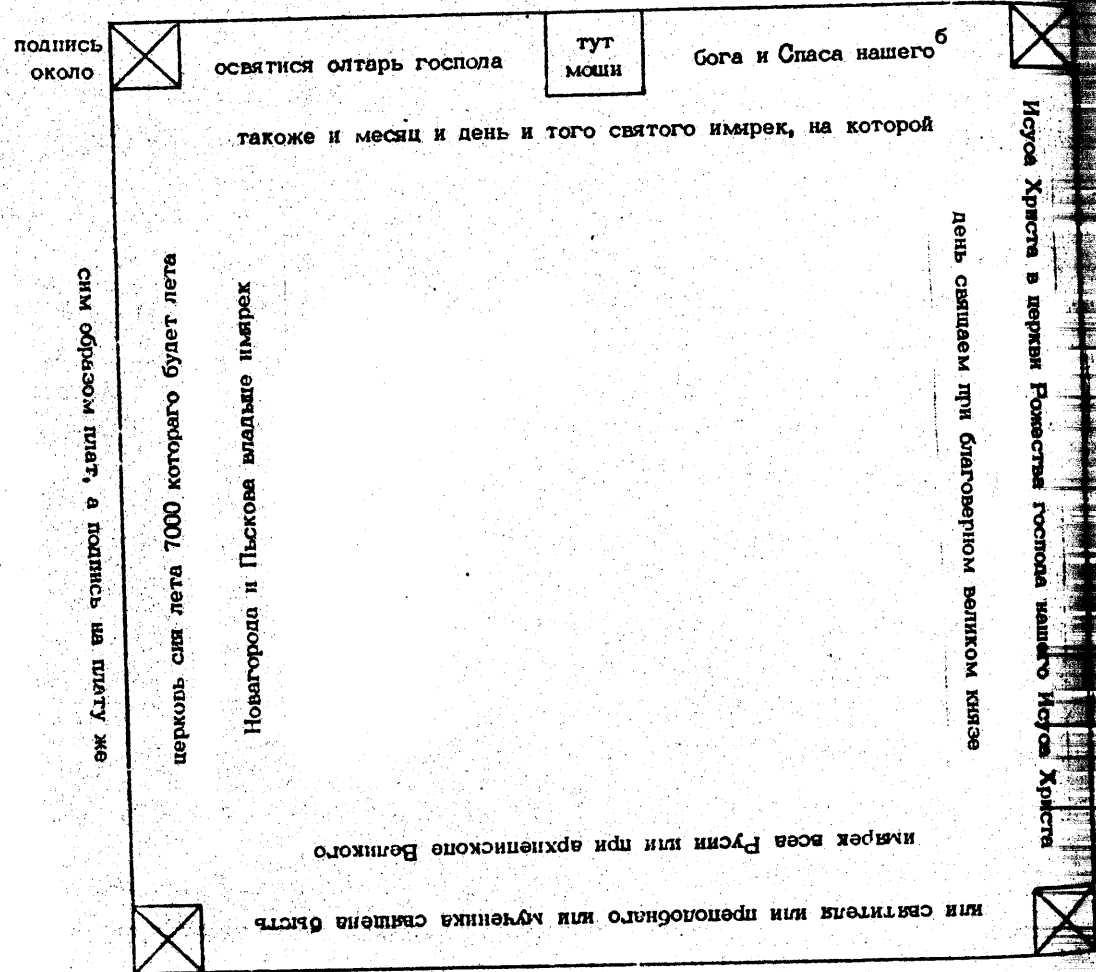 подпись
около
освятися олтарь господа
тут
мощи
бога и Спаса нашего б
Исуса Христа в церкви Рожества господа нашего Исуса Христа
или святителя или преподобнаго или мученика священа бысть
церковь сия лета 7000 котораго будет лета
такоже и месяц и день и того святого имярек, на которой
день свящаем при благоверном великом князе
имярек всеа Русии или при архиепископе Великого
Новагорода и Пьскова владыце имярек
сим образом плат, а подпись на плату же